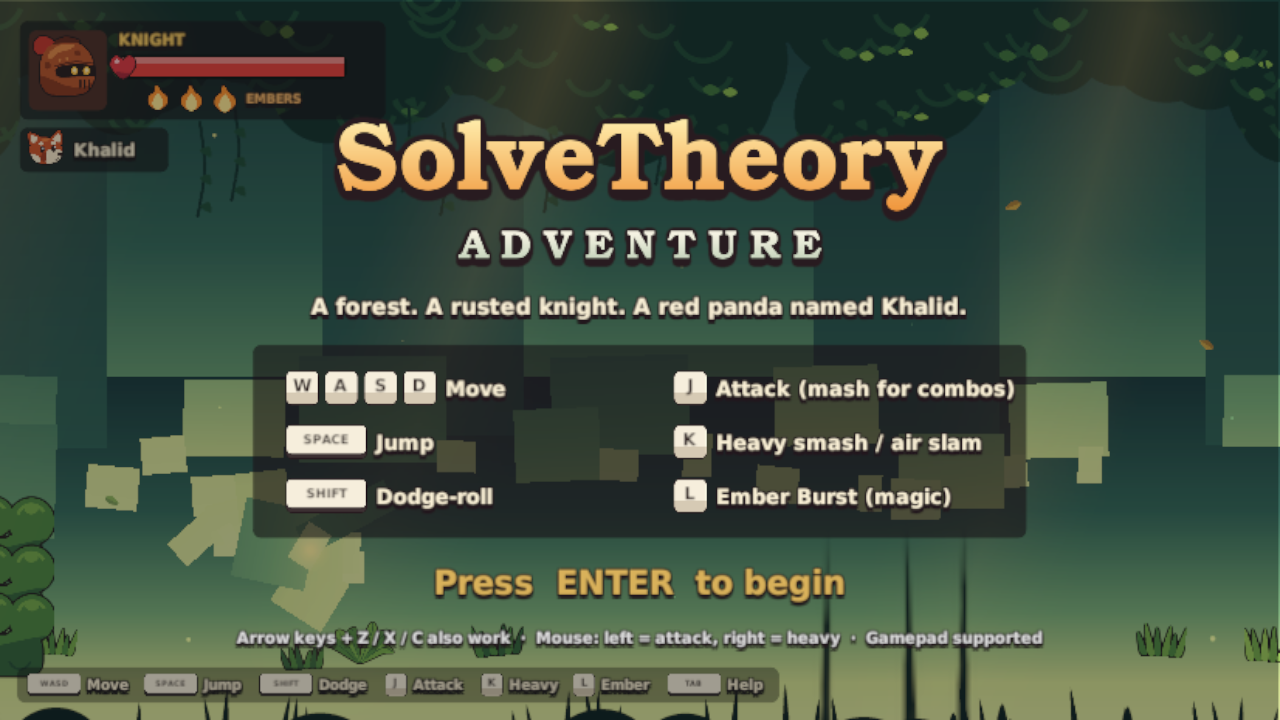 KNIGHT
EMBERS
Khalid
SolveTheory
ADVENTURE
A forest. A rusted knight. A red panda named Khalid.
W A S D Move
J Attack (mash for combos)
SPACE Jump
K Heavy smash / air slam
SHIFT Dodge-roll
L Ember Burst (magic)
Press ENTER to begin
Arrow keys + Z / X / C also work · Mouse: left = attack, right = heavy · Gamepad supported
WASD Move SPACE Jump SHIFT Dodge J Attack K Heavy L Ember TAB Help